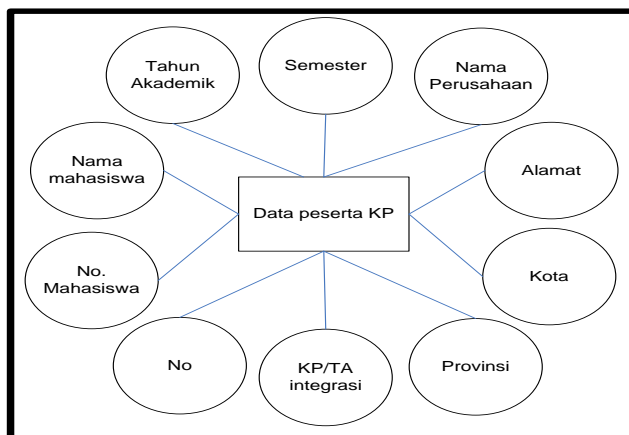 Tahun
Akademik
Semester
Nama
Perusahaan
Nama
mahasiswa
Alamat
Data peserta KP
No.
Mahasiswa
Kota
No
KP/TA
integrasi
Provinsi